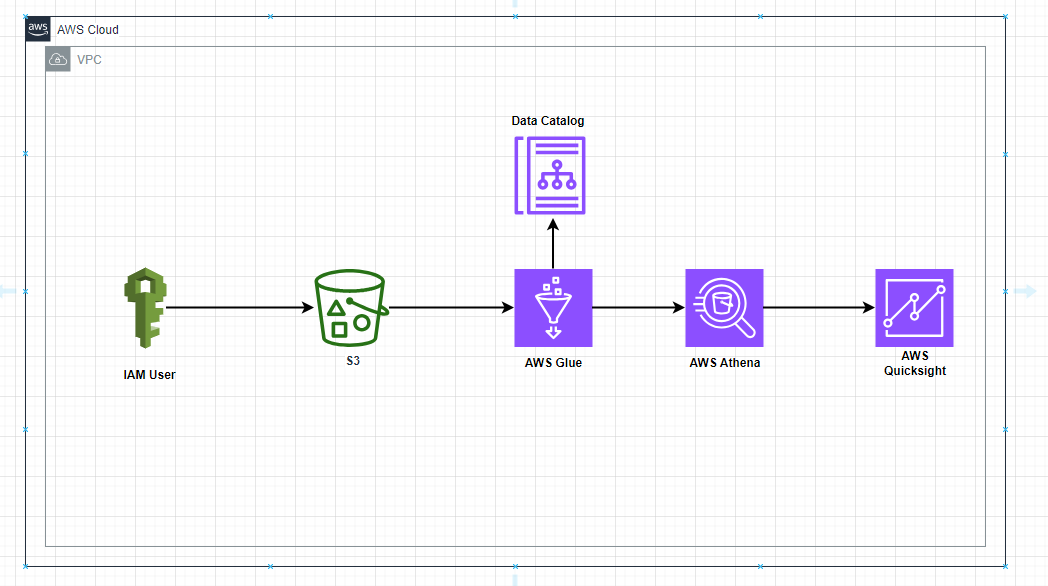 aws
AWS Cloud
VPC
Data Catalog
IAM User
S3
AWS Glue
AWS Athena
AWS
Quicksight